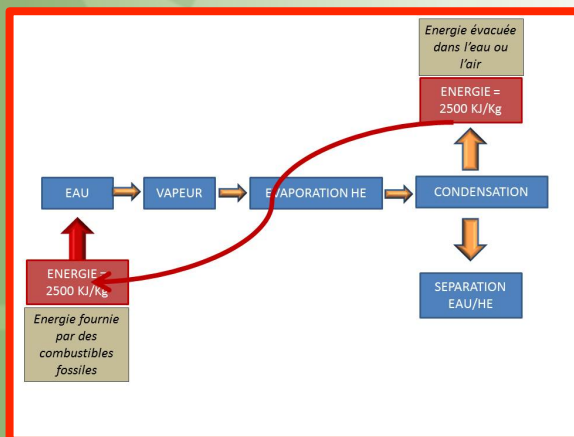 Energie évacuée
dans l'eau ou
l'air
ENERGIE =
2500 KJ/Kg
EAU
VAPEUR
EVAPORATION HE
CONDENSATION
ENERGIE =
2500 KJ/Kg
SEPARATION
EAU/HE
Energie fournie
par des
combustibles
fossiles